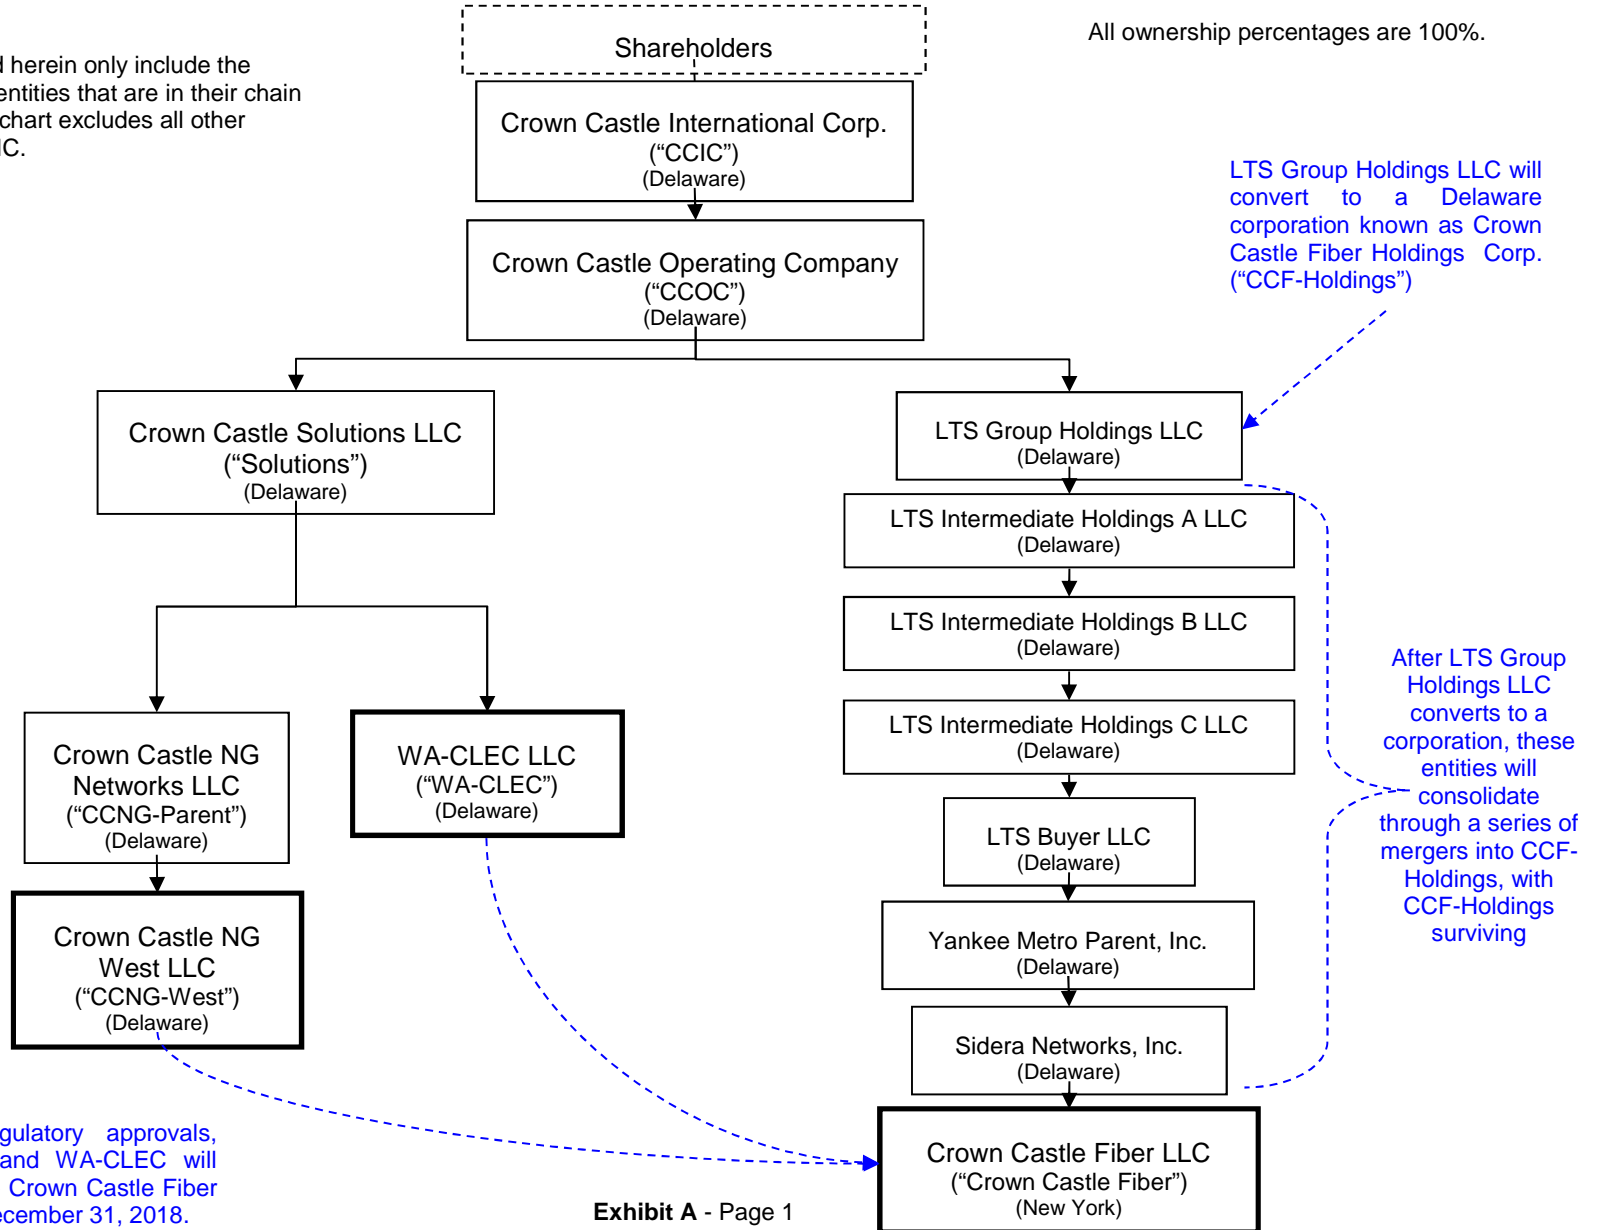 Shareholders
All ownership percentages are 100%.
herein only include the
entities that are in their chain
chart excludes all other
Crown Castle International Corp.
(“CCIC”)
(Delaware)
LTS Group Holdings LLC will
convert to a Delaware
corporation known as Crown
Castle Fiber Holdings Corp.
(“CCF-Holdings”)
Crown Castle Operating Company
(“CCOC”)
(Delaware)
Crown Castle Solutions LLC
(“Solutions”)
(Delaware)
LTS Group Holdings LLC
(Delaware)
LTS Intermediate Holdings A LLC
(Delaware)
LTS Intermediate Holdings B LLC
(Delaware)
LTS Intermediate Holdings C LLC
(Delaware)
After LTS Group
Holdings LLC
converts to a
corporation, these
entities will
consolidate
through a series of
mergers into CCF-
Holdings, with
CCF-Holdings
surviving
Crown Castle NG
Networks LLC
(“CCNG-Parent”)
(Delaware)
WA-CLEC LLC
(“WA-CLEC”)
(Delaware)
LTS Buyer LLC
(Delaware)
Crown Castle NG
West LLC
(“CCNG-West”)
(Delaware)
Yankee Metro Parent, Inc.
(Delaware)
Sidera Networks, Inc.
(Delaware)
Crown Castle Fiber LLC
(“Crown Castle Fiber”)
(New York)
gulatory approvals,
and WA-CLEC will
Crown Castle Fiber
ecember 31, 2018.
Exhibit A - Page 1